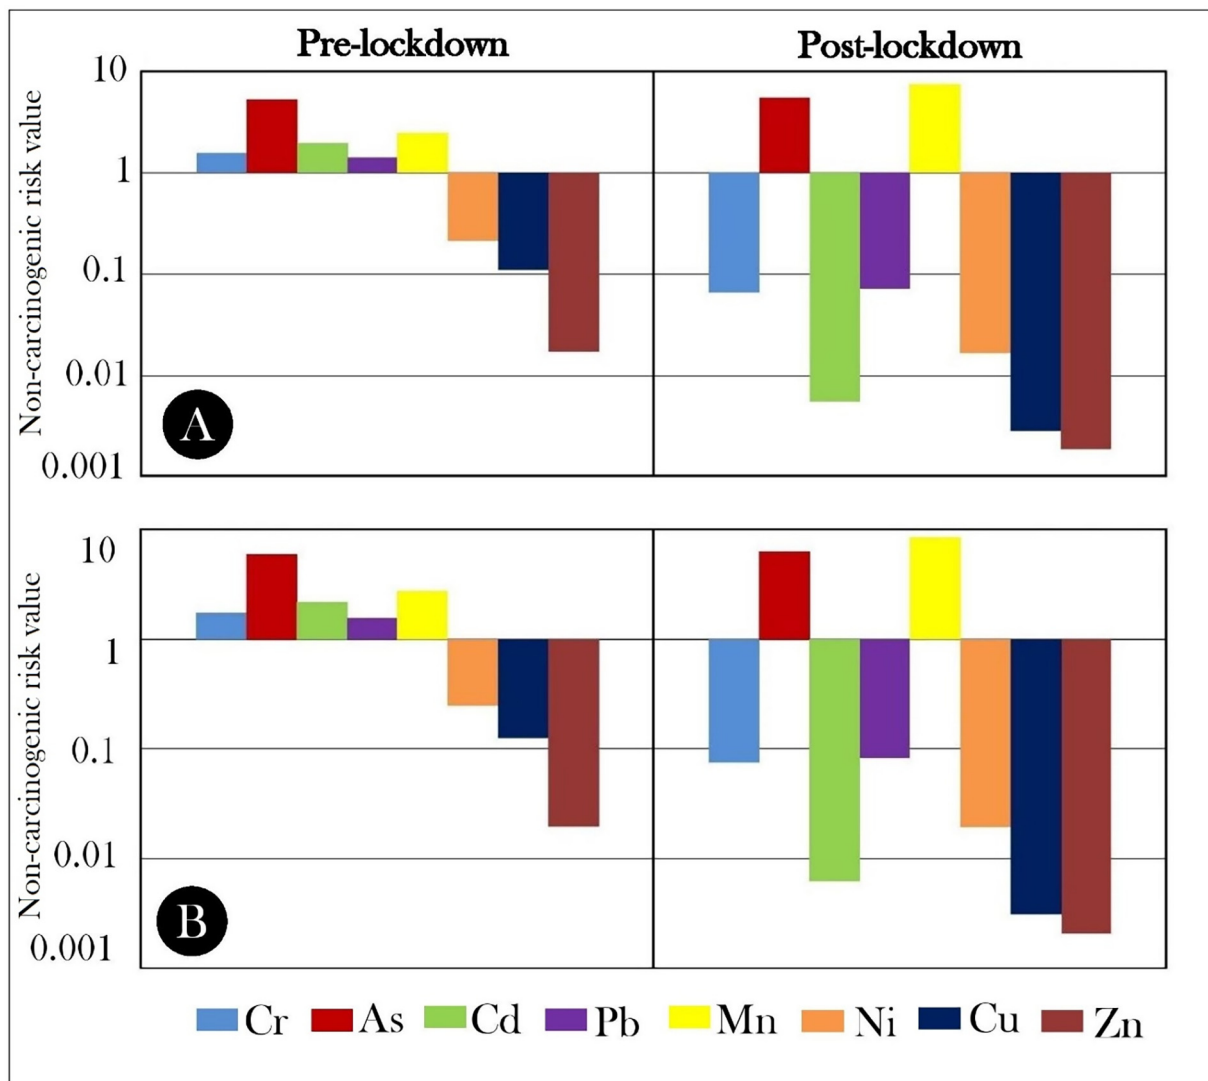 Pre-lockdown Post-lockdown
Non-carcinogenic risk value
10
1
0.1
0.01
0.001
A
Non-carcinogenic risk value
10
1
0.1
0.01
0.001
B
Cr As Cd Pb Mn Ni Cu Zn